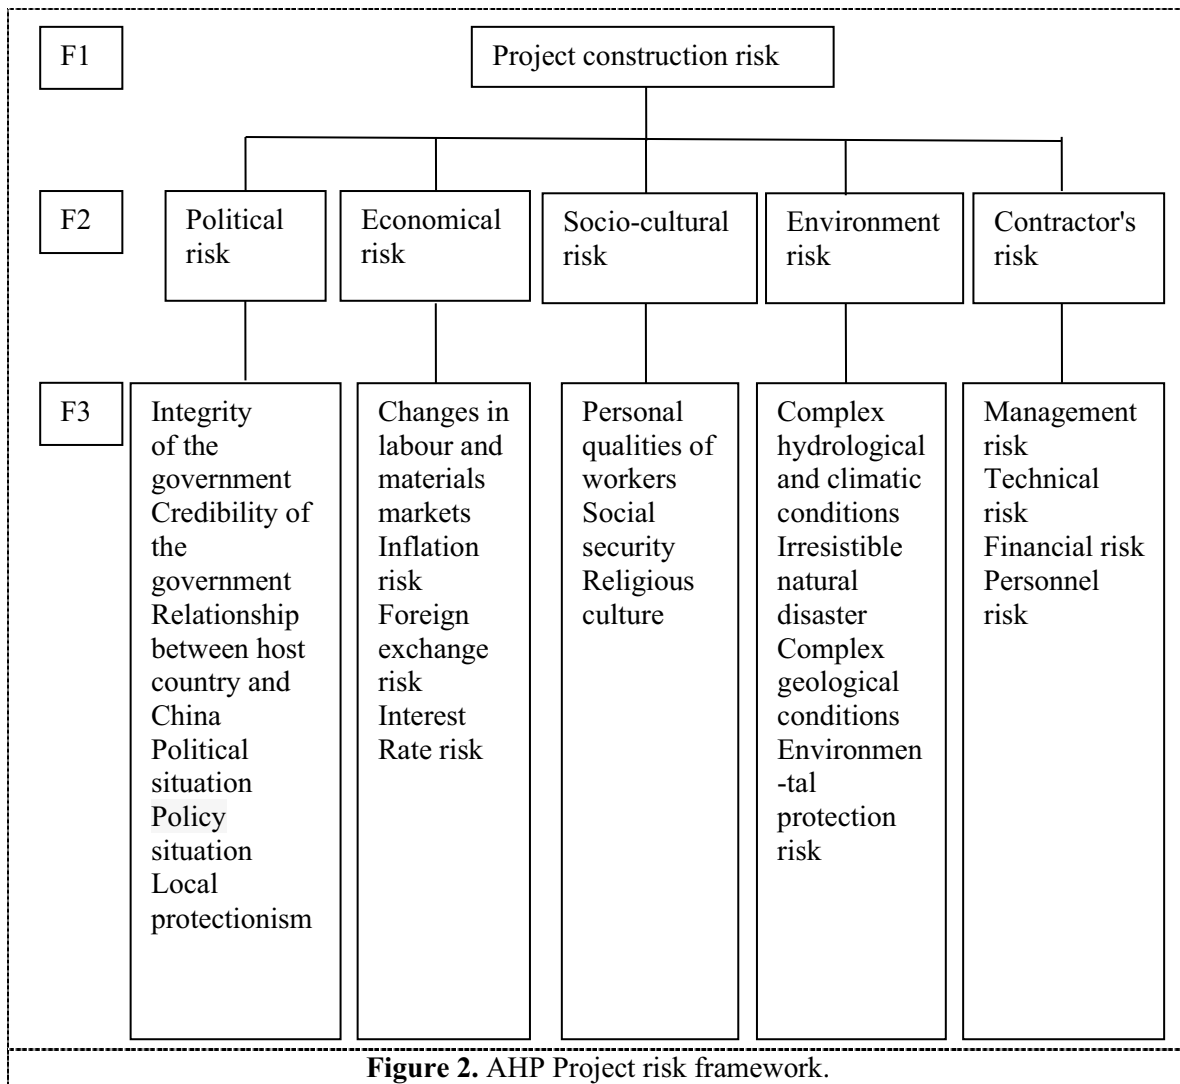 F1
Project construction risk
F2
Political
risk
Economical
risk
Socio-cultural
risk
Environment
risk
Contractor's
risk
F3
Integrity
of the
government
Credibility of
the
government
Relationship
between host
country and
China
Political
situation
Policy
situation
Local
protectionism
Changes in
labour and
materials
markets
Inflation
risk
Foreign
exchange
risk
Interest
Rate risk
Personal
qualities of
workers
Social
security
Religious
culture
Complex
hydrological
and climatic
conditions
Irresistible
natural
disaster
Complex
geological
conditions
Environmen
-tal
protection
risk
Management
risk
Technical
risk
Financial risk
Personnel
risk
Figure 2. AHP Project risk framework.